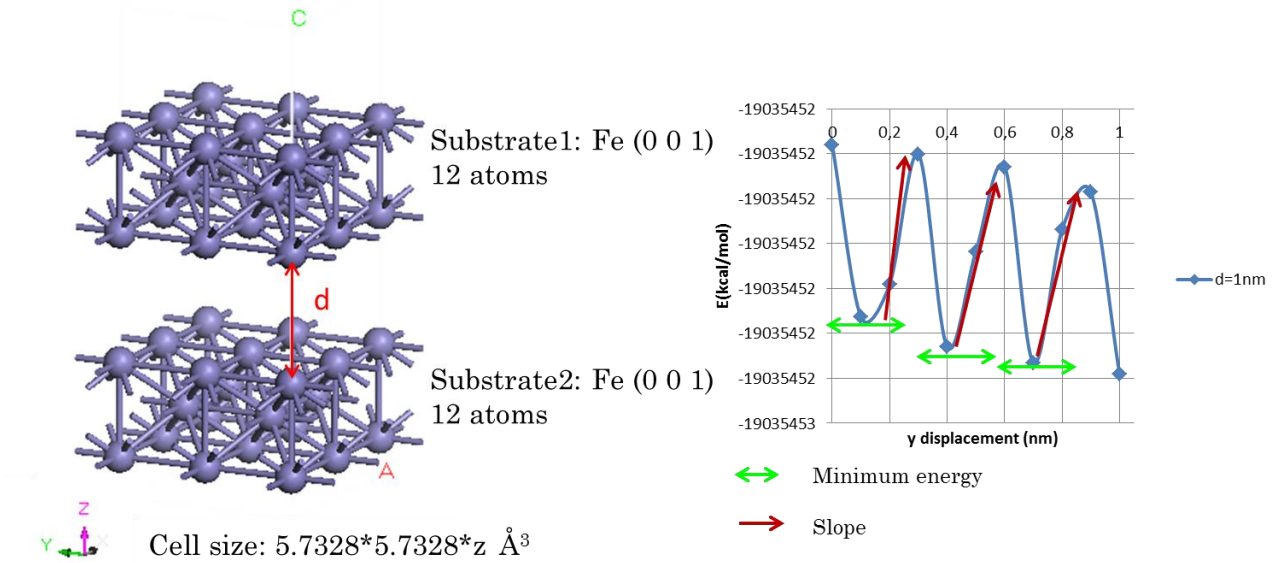 C
Substrate1: Fe (0 0 1)
12 atoms
d
Substrate2: Fe (0 0 1)
12 atoms
A
Z
Y
X
Cell size: 5.7328*5.7328*z Å³
-19035452
0 0,2 0,4 0,6 0,8 1
-19035452
-19035452
-19035452
-19035452
-19035452
-19035452
-19035453
E(kcal/mol)
y displacement (nm)
d=1nm
Minimum energy
Slope